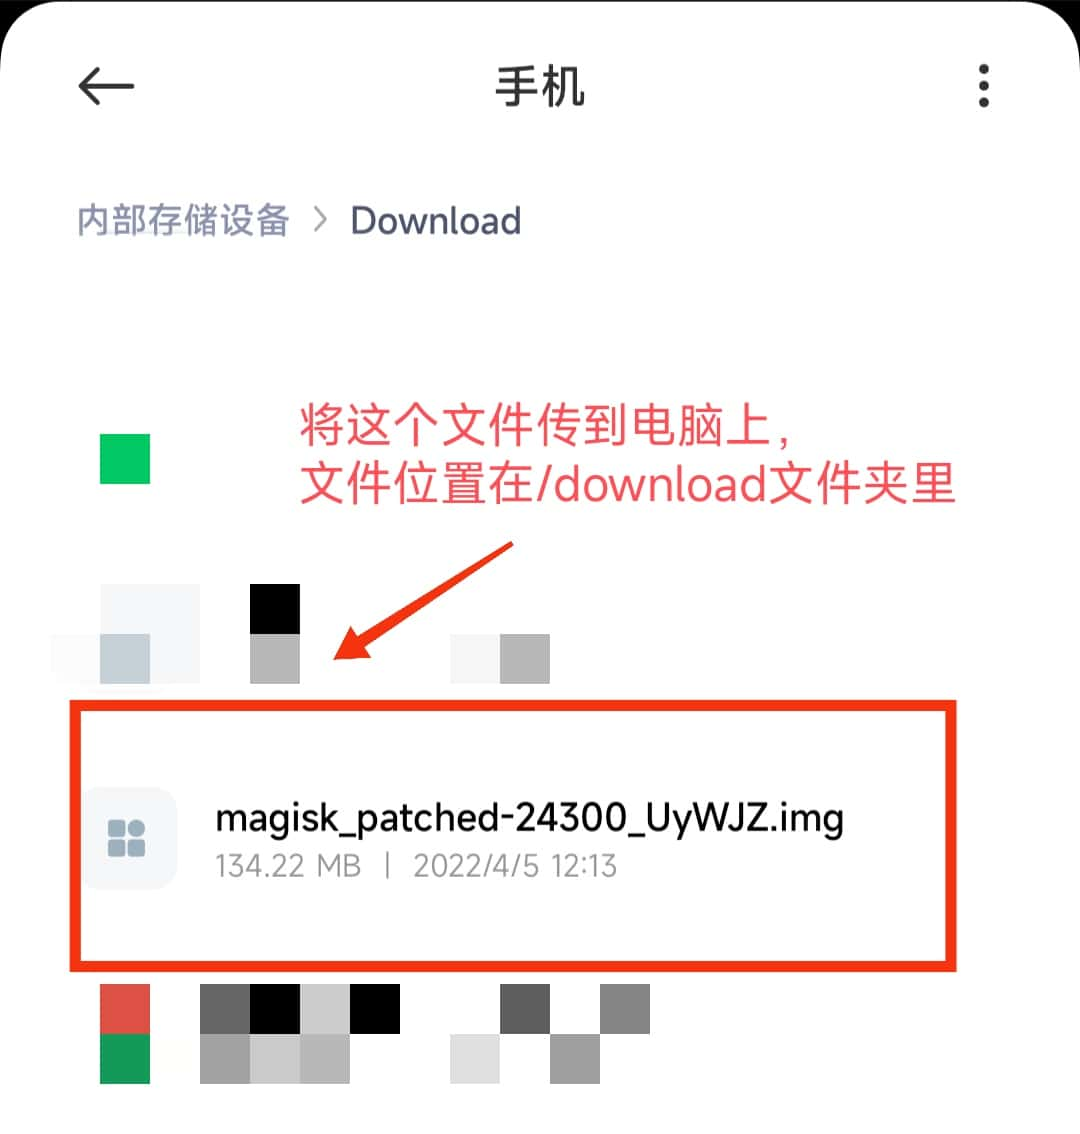 手机
内部存储设备 > Download
将这个文件传到电脑上,
文件位置在/download文件夹里
magisk_patched-24300_UyWJZ.img
134.22 MB | 2022/4/5 12:13